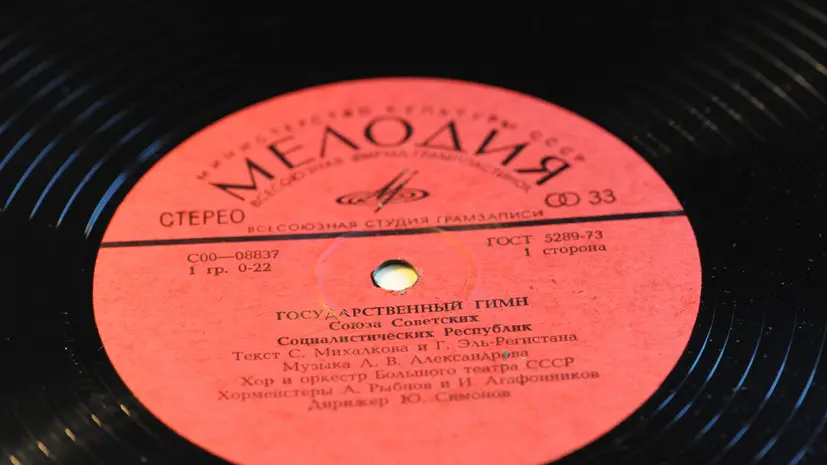 МИНИСТЕРСТВО КУЛЬТУРЫ СССР
МЕЛОДИЯ
ВСЕСОЮЗНАЯ ФИРМА ГРАМПЛАСТИНОК
СТЕРЕО
33
ВСЕСОЮЗНАЯ СТУДИЯ ГРАМЗАПИСИ
С00—08837
ГОСТ 5289-73
1 гр. 0-22
1 сторона
ГОСУДАРСТВЕННЫЙ ГИМН
Союза Советских
Социалистических Республик
Текст С. Михалкова и Г. Эль-Регистана
Музыка А. В. Александрова
Хор и оркестр Большого театра СССР
Хормейстеры А. Рыбнов и И. Агафонников
Дирижер Ю. Симонов